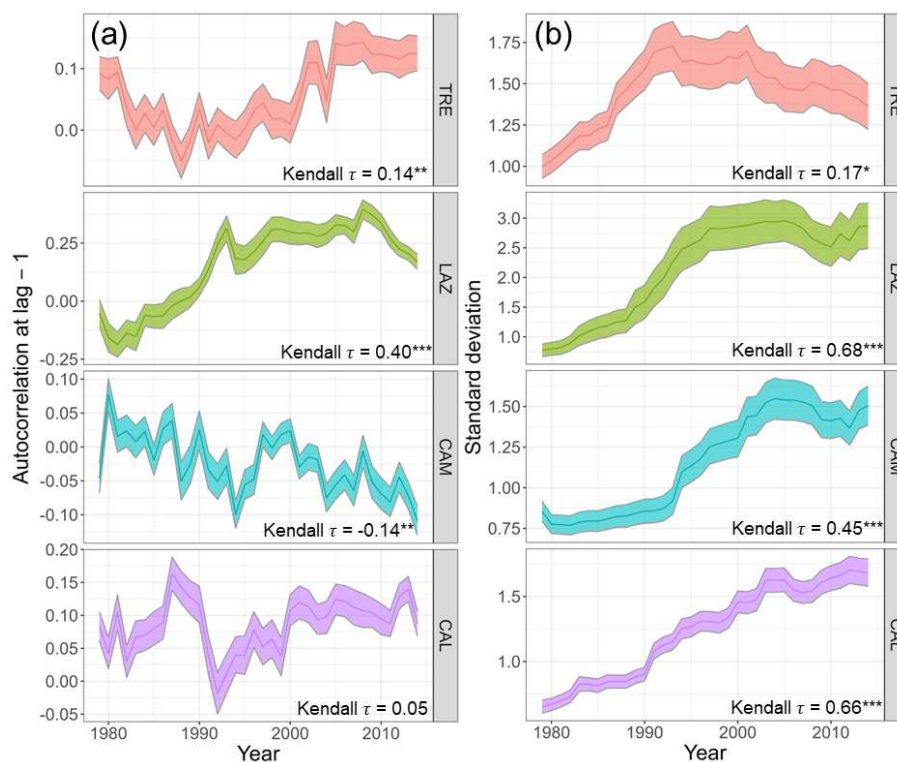 (a)
Autocorrelation at lag – 1
0.1
0.0
Kendall τ = 0.14**
TRE
0.25
0.00
-0.25
Kendall τ = 0.40***
LAZ
0.10
0.05
0.00
-0.05
-0.10
Kendall τ = -0.14**
CAM
0.20
0.15
0.10
0.05
0.00
-0.05
Kendall τ = 0.05
CAL
1980 1990 2000 2010
Year
(b)
Standard deviation
1.75
1.50
1.25
1.00
Kendall τ = 0.17*
TRE
3.0
2.5
2.0
1.5
1.0
Kendall τ = 0.68***
LAZ
1.50
1.25
1.00
0.75
Kendall τ = 0.45***
CAM
1.5
1.0
Kendall τ = 0.66***
CAL
1980 1990 2000 2010
Year